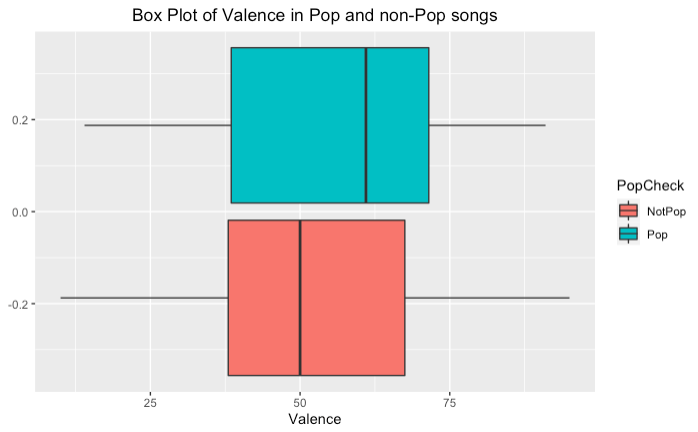 Box Plot of Valence in Pop and non-Pop songs
0.2
0.0
-0.2
25
50
75
Valence
PopCheck
NotPop
Pop